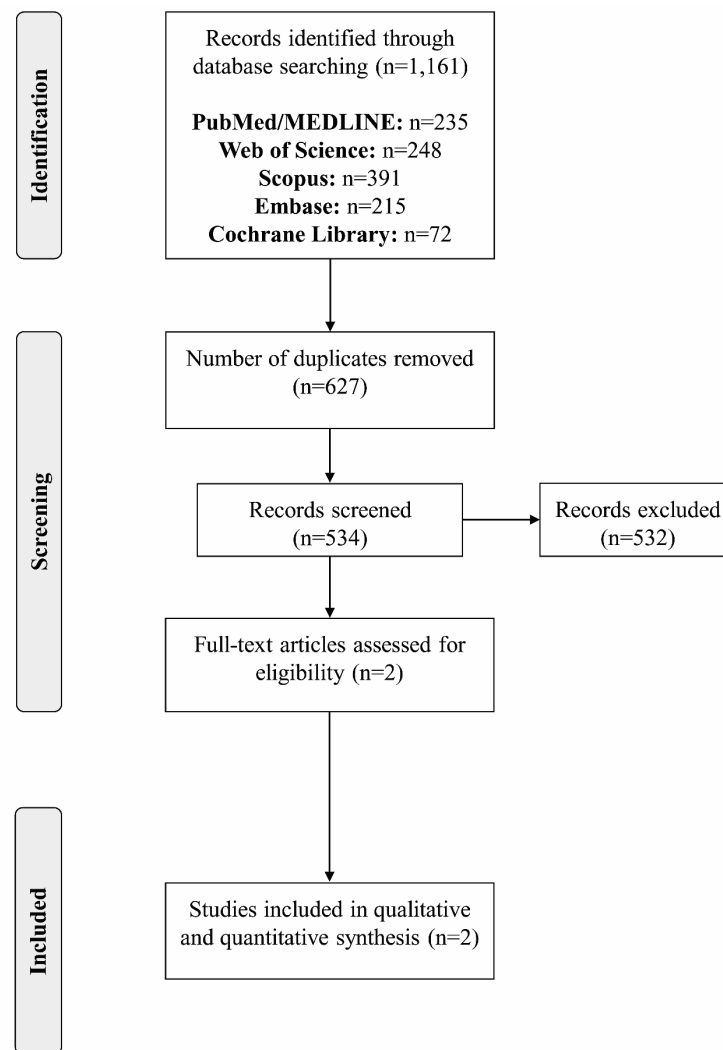 Identification
Records identified through
database searching (n=1,161)
PubMed/MEDLINE: n=235
Web of Science: n=248
Scopus: n=391
Embase: n=215
Cochrane Library: n=72
Screening
Number of duplicates removed
(n=627)
Records screened
(n=534)
Records excluded
(n=532)
Full-text articles assessed for
eligibility (n=2)
Included
Studies included in qualitative
and quantitative synthesis (n=2)